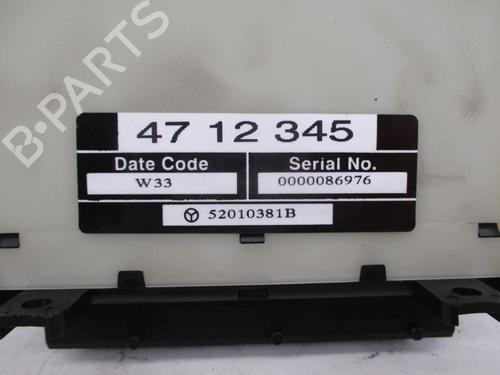 B-PARTS
47 12 345
Date Code Serial No.
W33 0000086976
52010381B